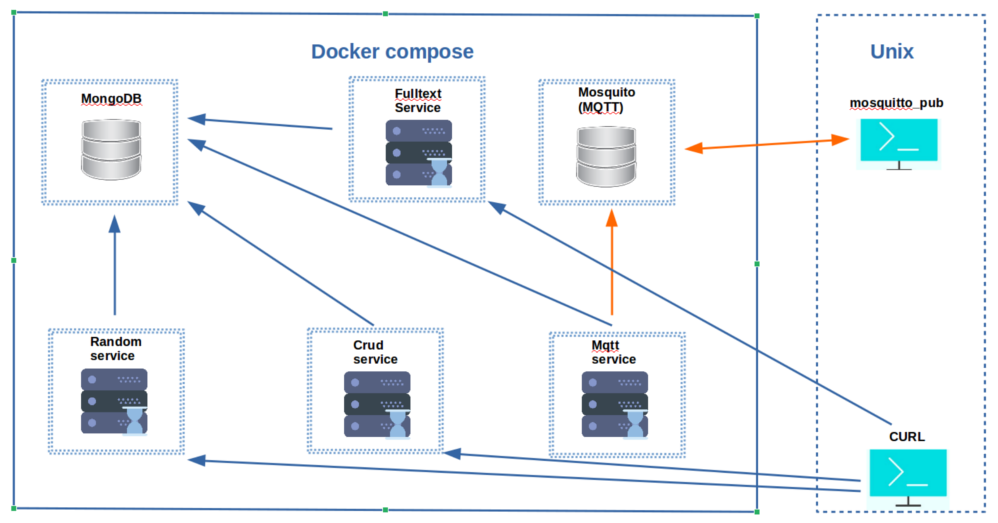 Docker compose
Unix
MongoDB
Fulltext
Service
Mosquito
(MQTT)
mosquitto_pub
Random
service
Crud
service
Mqtt
service
CURL